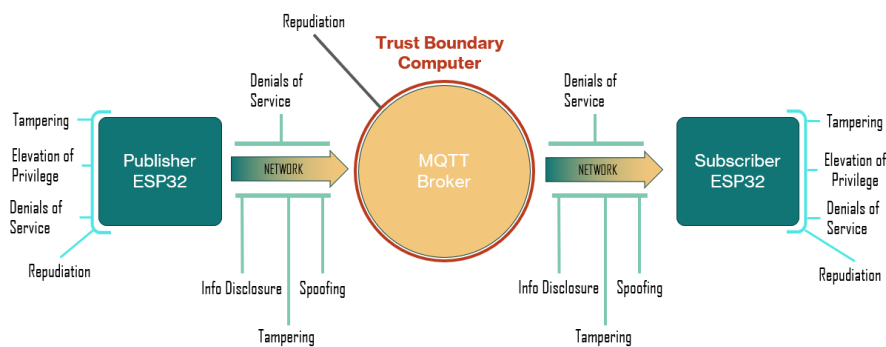 Repudiation
Trust Boundary
Computer
Denials of
Service
Denials of
Service
Tampering
Elevation of
Privilege
Denials of
Service
Repudiation
Publisher
ESP32
NETWORK
MQTT
Broker
NETWORK
Subscriber
ESP32
Tampering
Elevation of
Privilege
Denials of
Service
Repudiation
Info Disclosure
Spoofing
Tampering
Info Disclosure
Spoofing
Tampering